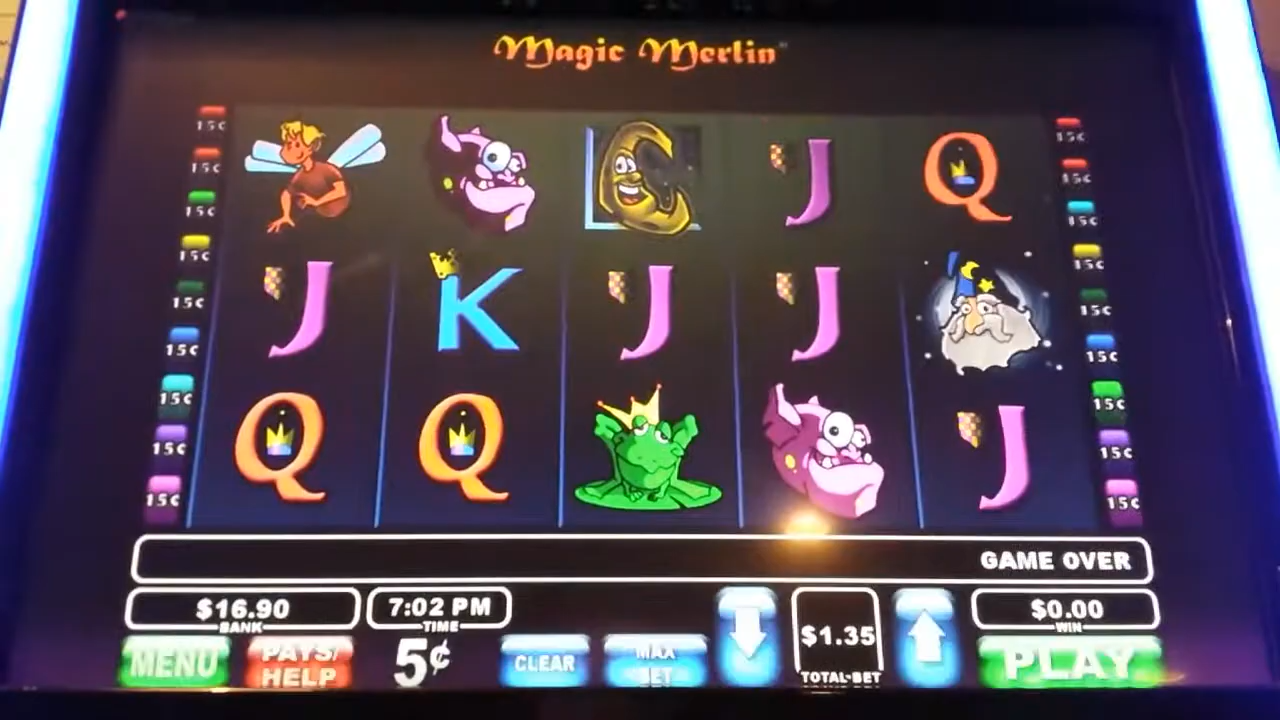 Magic Merlin™
15¢ 15¢
15¢ J Q 15¢
15¢ 15¢
15¢ 15¢
15¢ J K J J 15¢
15¢ 15¢
15¢ 15¢
15¢ Q Q J 15¢
15¢ 15¢
GAME OVER
$16.90 7:02 PM $1.35 $0.00
BANK TIME WIN
MENU PAYS/ HELP 5¢ CLEAR MAX BET TOTAL BET PLAY